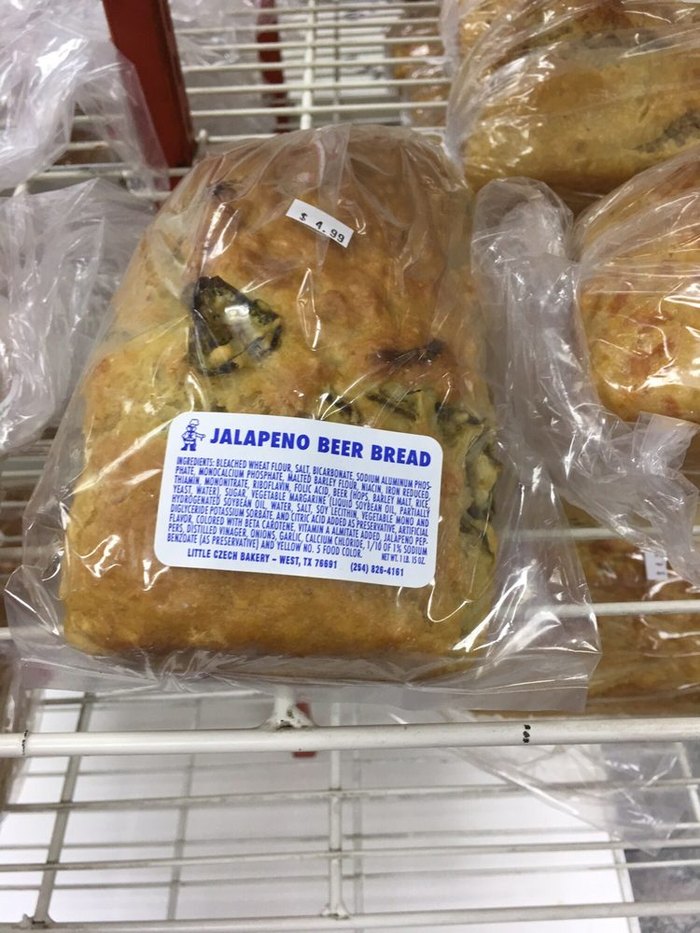 $ 4.99
JALAPENO BEER BREAD
INGREDIENTS: BLEACHED WHEAT FLOUR, SALT, BICARBONATE, SODIUM ALUMINUM PHOS-
PHATE, MONOCALCIUM PHOSPHATE, MALTED BARLEY FLOUR, NIACIN, IRON REDUCED,
THIAMIN, MONONITRATE, RIBOFLAVIN, FOLIC ACID, BEER (HOPS, BARLEY MALT, RICE,
YEAST, WATER), SUGAR, VEGETABLE MARGARINE (LIQUID SOYBEAN OIL, PARTIALLY
HYDROGENATED SOYBEAN OIL, WATER, SALT, SOY LECITHIN, VEGETABLE MONO AND
DIGLYCERIDE POTASSIUM SORBATE, AND CITRIC ACID ADDED AS PRESERVATIVE, ARTIFICIAL
FLAVOR, COLORED WITH BETA CAROTENE, VITAMIN A ALMITATE ADDED, JALAPENO PEP-
PERS, DISTILLED VINAGER, ONIONS, GARLIC, CALCIUM CHLORIDE, 1/10 OF 1% SODIUM
BENZOATE (AS PRESERVATIVE) AND YELLOW NO. 5 FOOD COLOR. NET WT. 1 LB. 15 OZ.
LITTLE CZECH BAKERY - WEST, TX 76691 (254) 826-4161